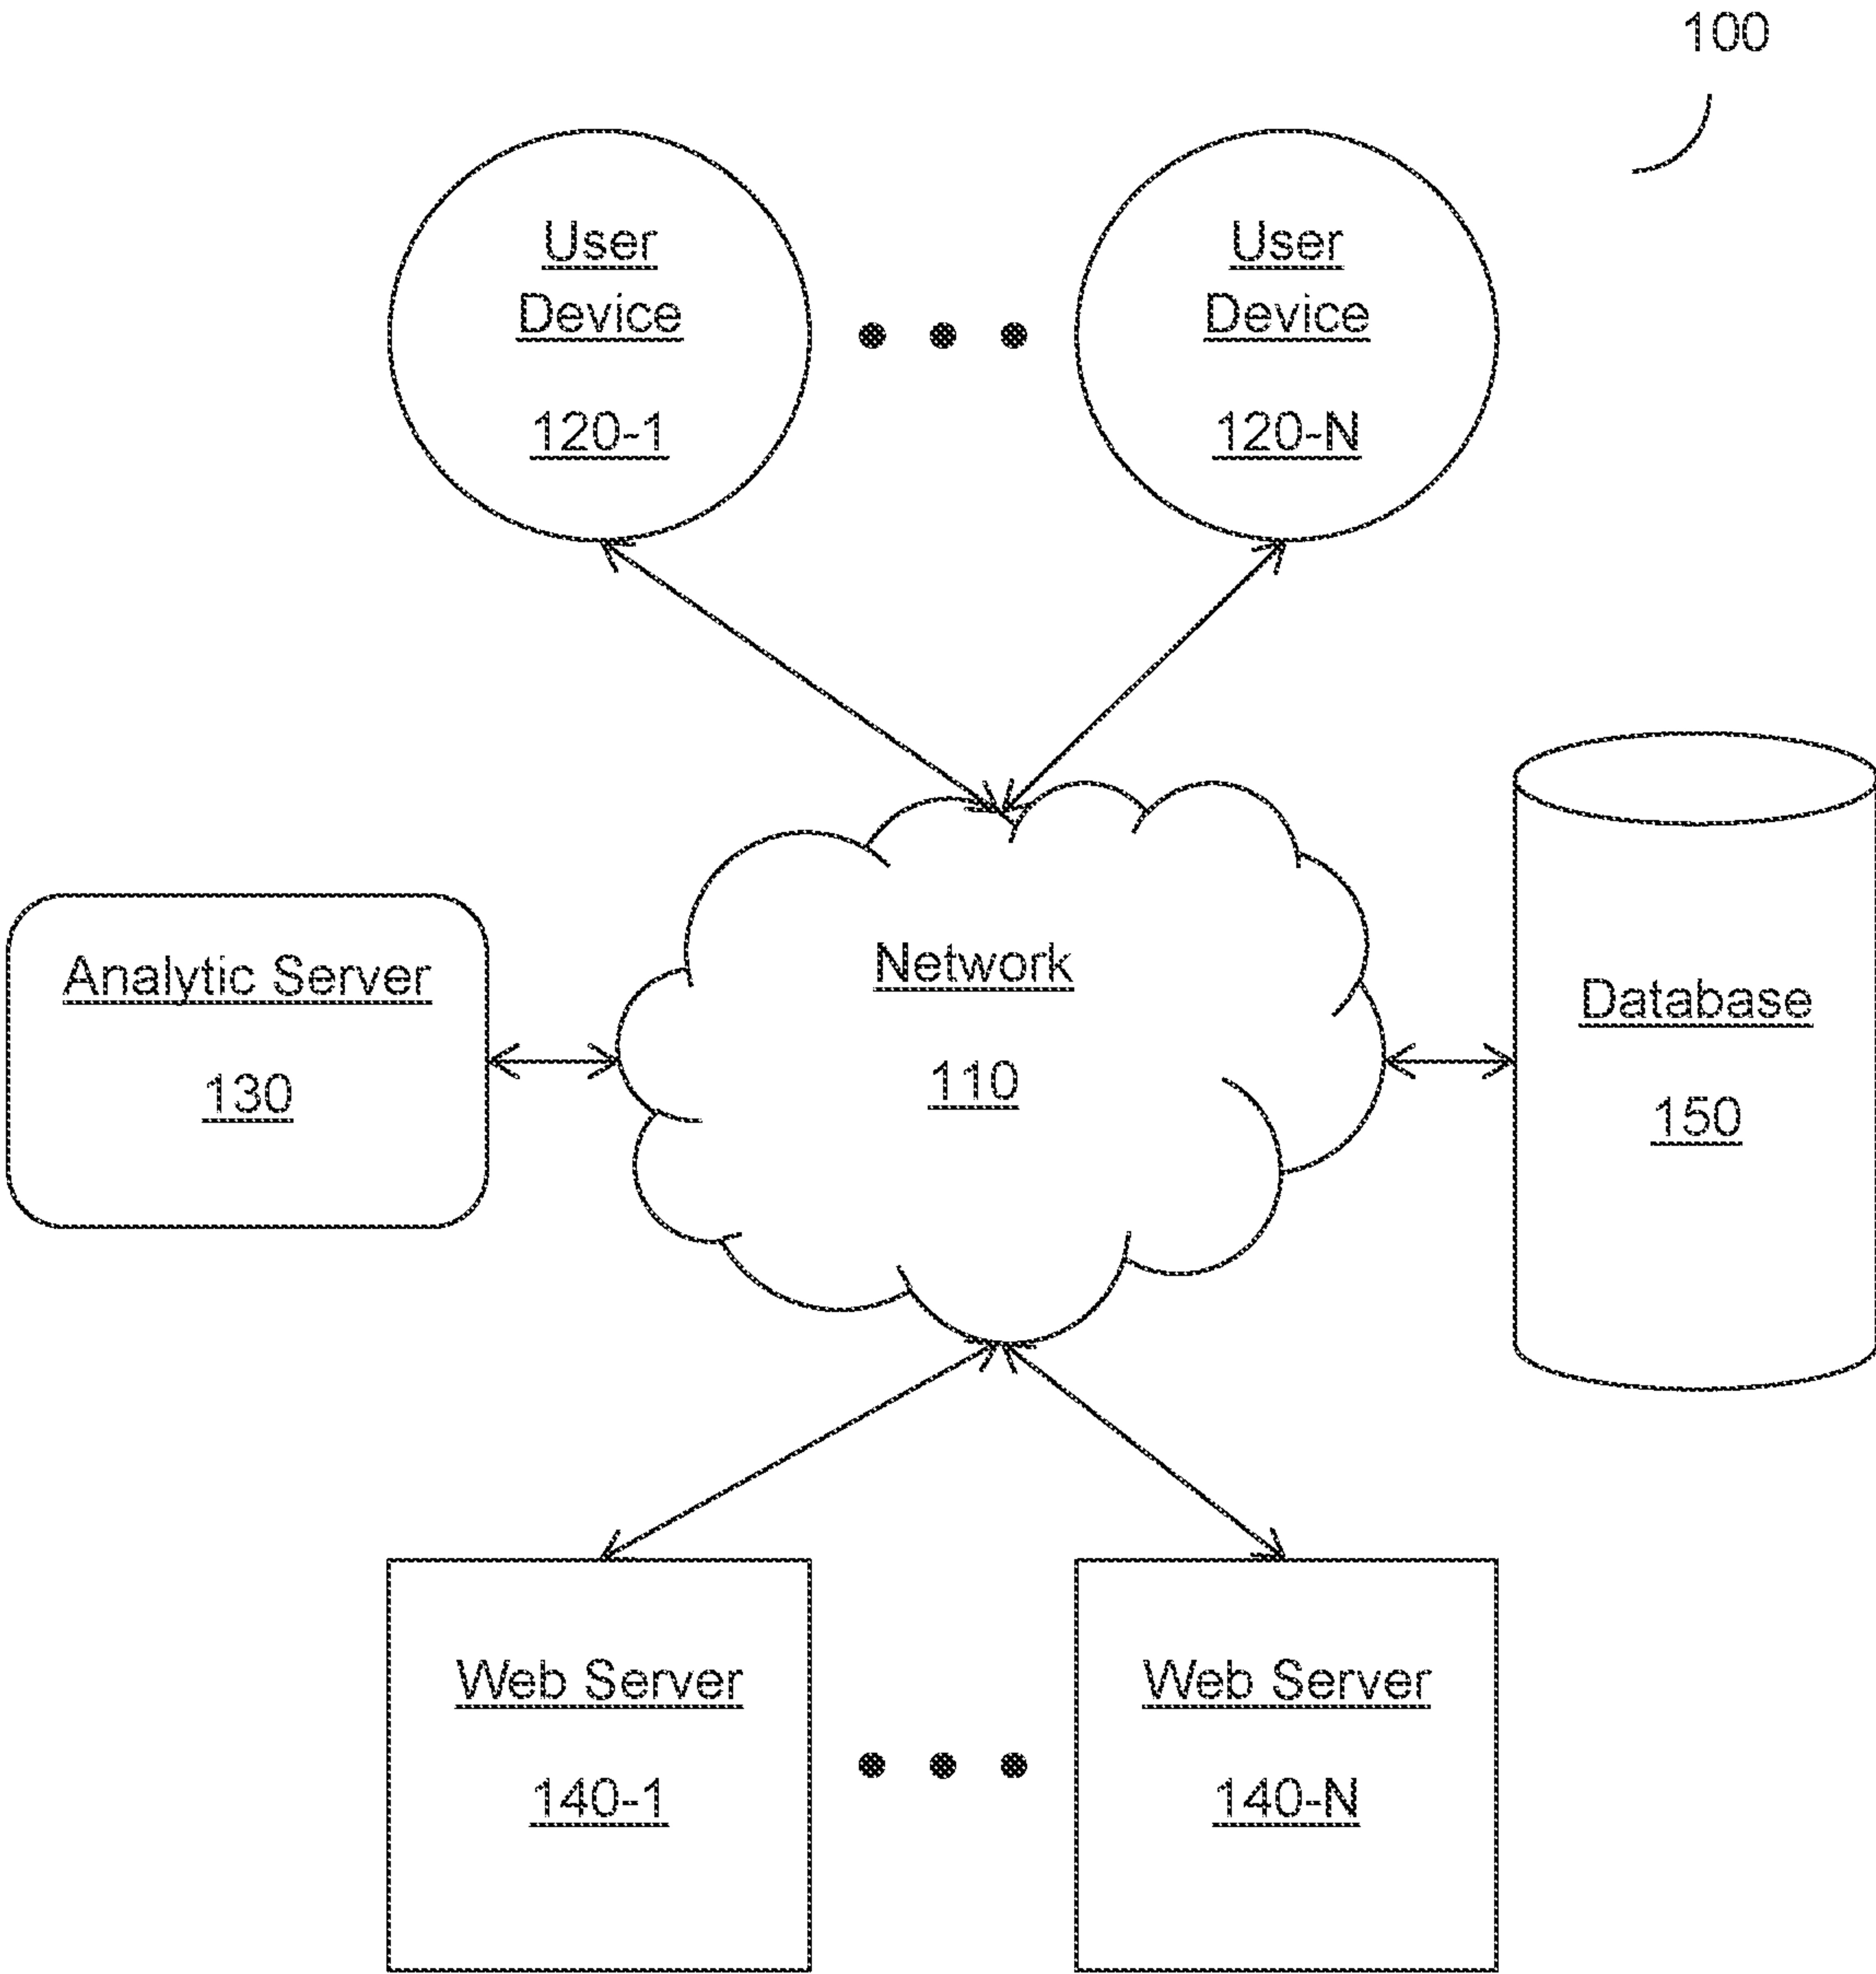 100
User
Device
120-1
User
Device
120-N
Analytic Server
130
Network
110
Database
150
Web Server
140-1
Web Server
140-N